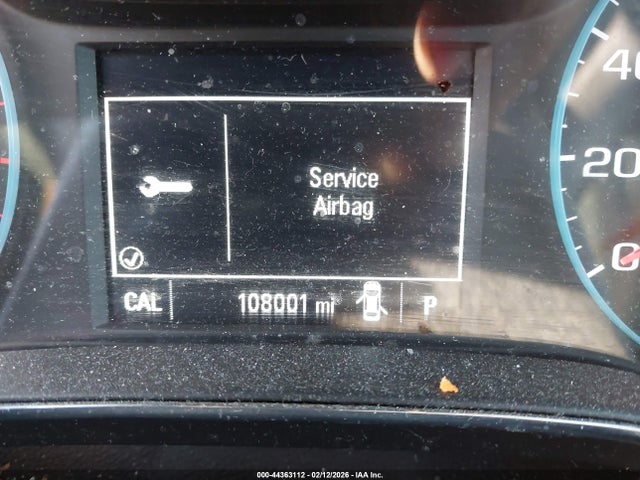 40
Service
Airbag
20
0
CAL 108001 mi P
000-44363112 - 02/12/2026 - IAA Inc.